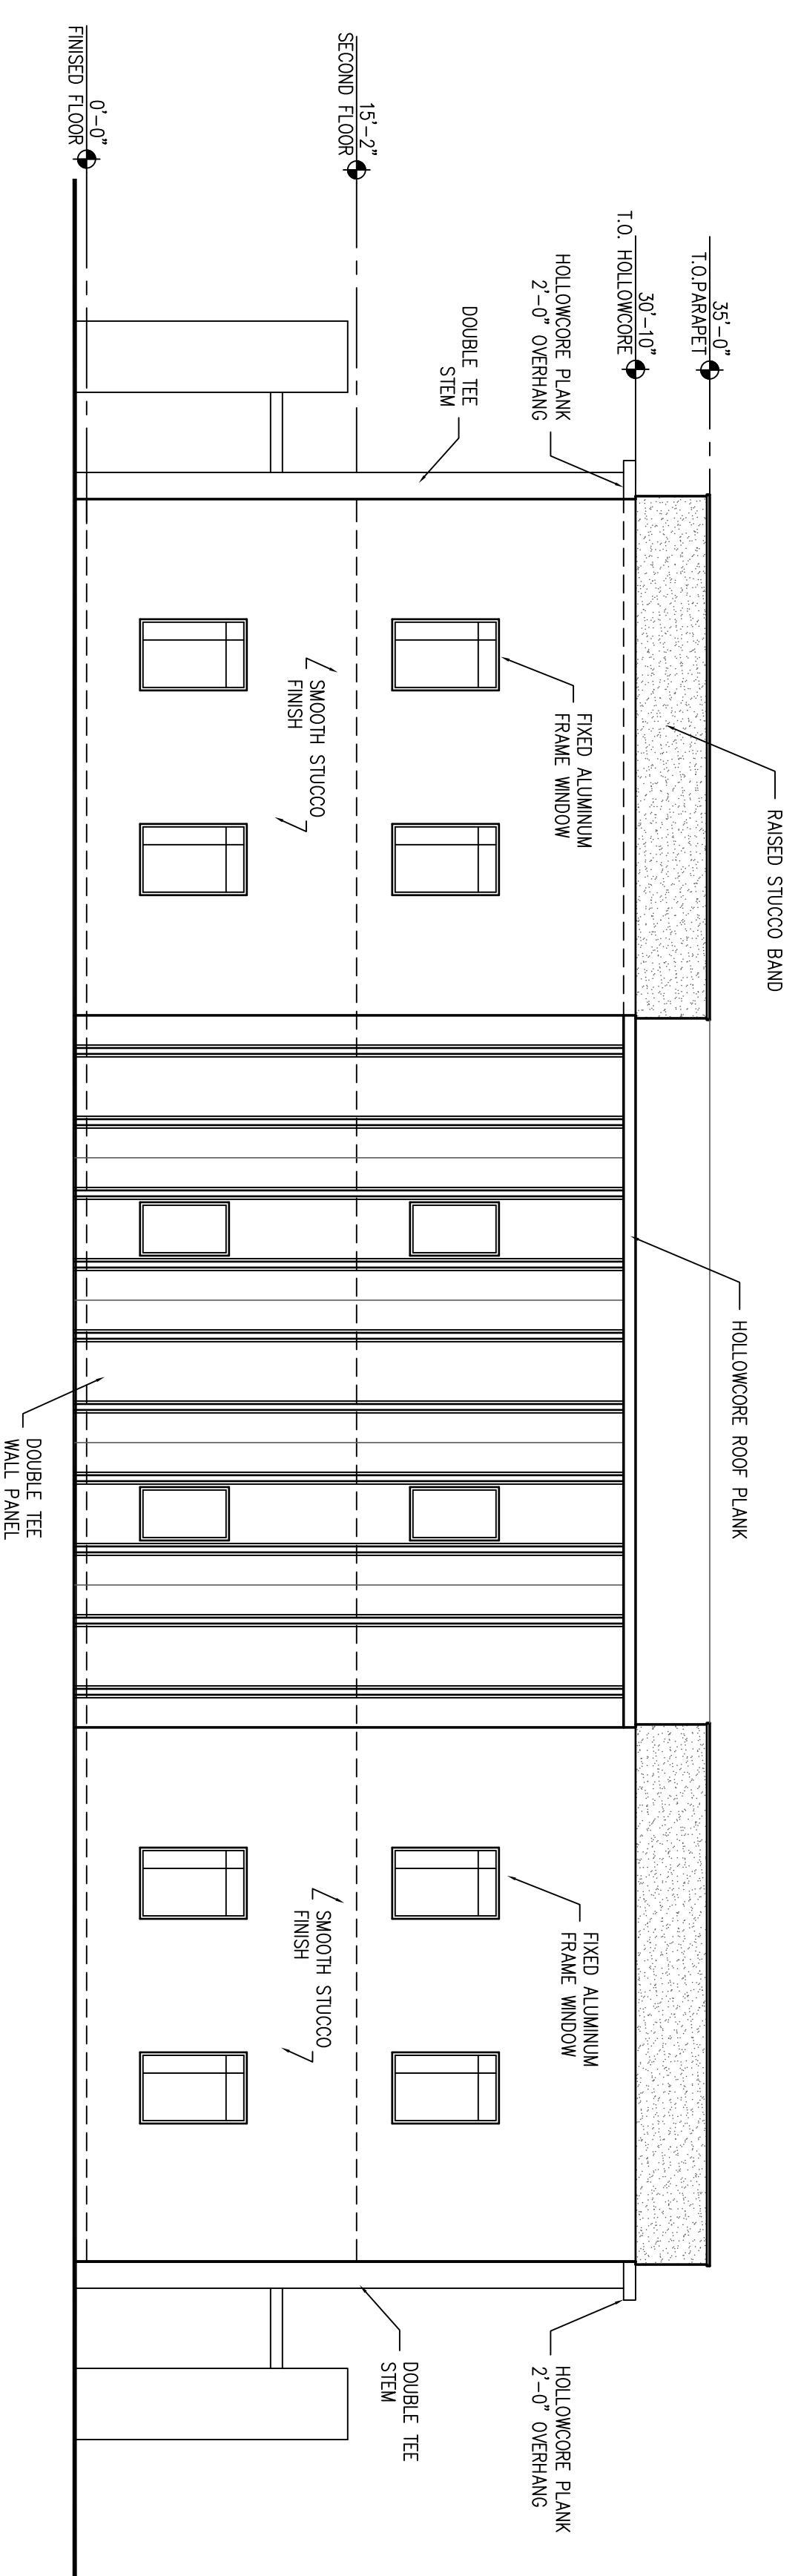 35'-0"
T.O.PARAPET
30'-10"
T.O. HOLLOWCORE
15'-2"
SECOND FLOOR
0'-0"
FINISED FLOOR
HOLLOWCORE PLANK
2'-0" OVERHANG
DOUBLE TEE
STEM
RAISED STUCCO BAND
FIXED ALUMINUM
FRAME WINDOW
SMOOTH STUCCO
FINISH
HOLLOWCORE ROOF PLANK
DOUBLE TEE
WALL PANEL
FIXED ALUMINUM
FRAME WINDOW
SMOOTH STUCCO
FINISH
HOLLOWCORE PLANK
2'-0" OVERHANG
DOUBLE TEE
STEM